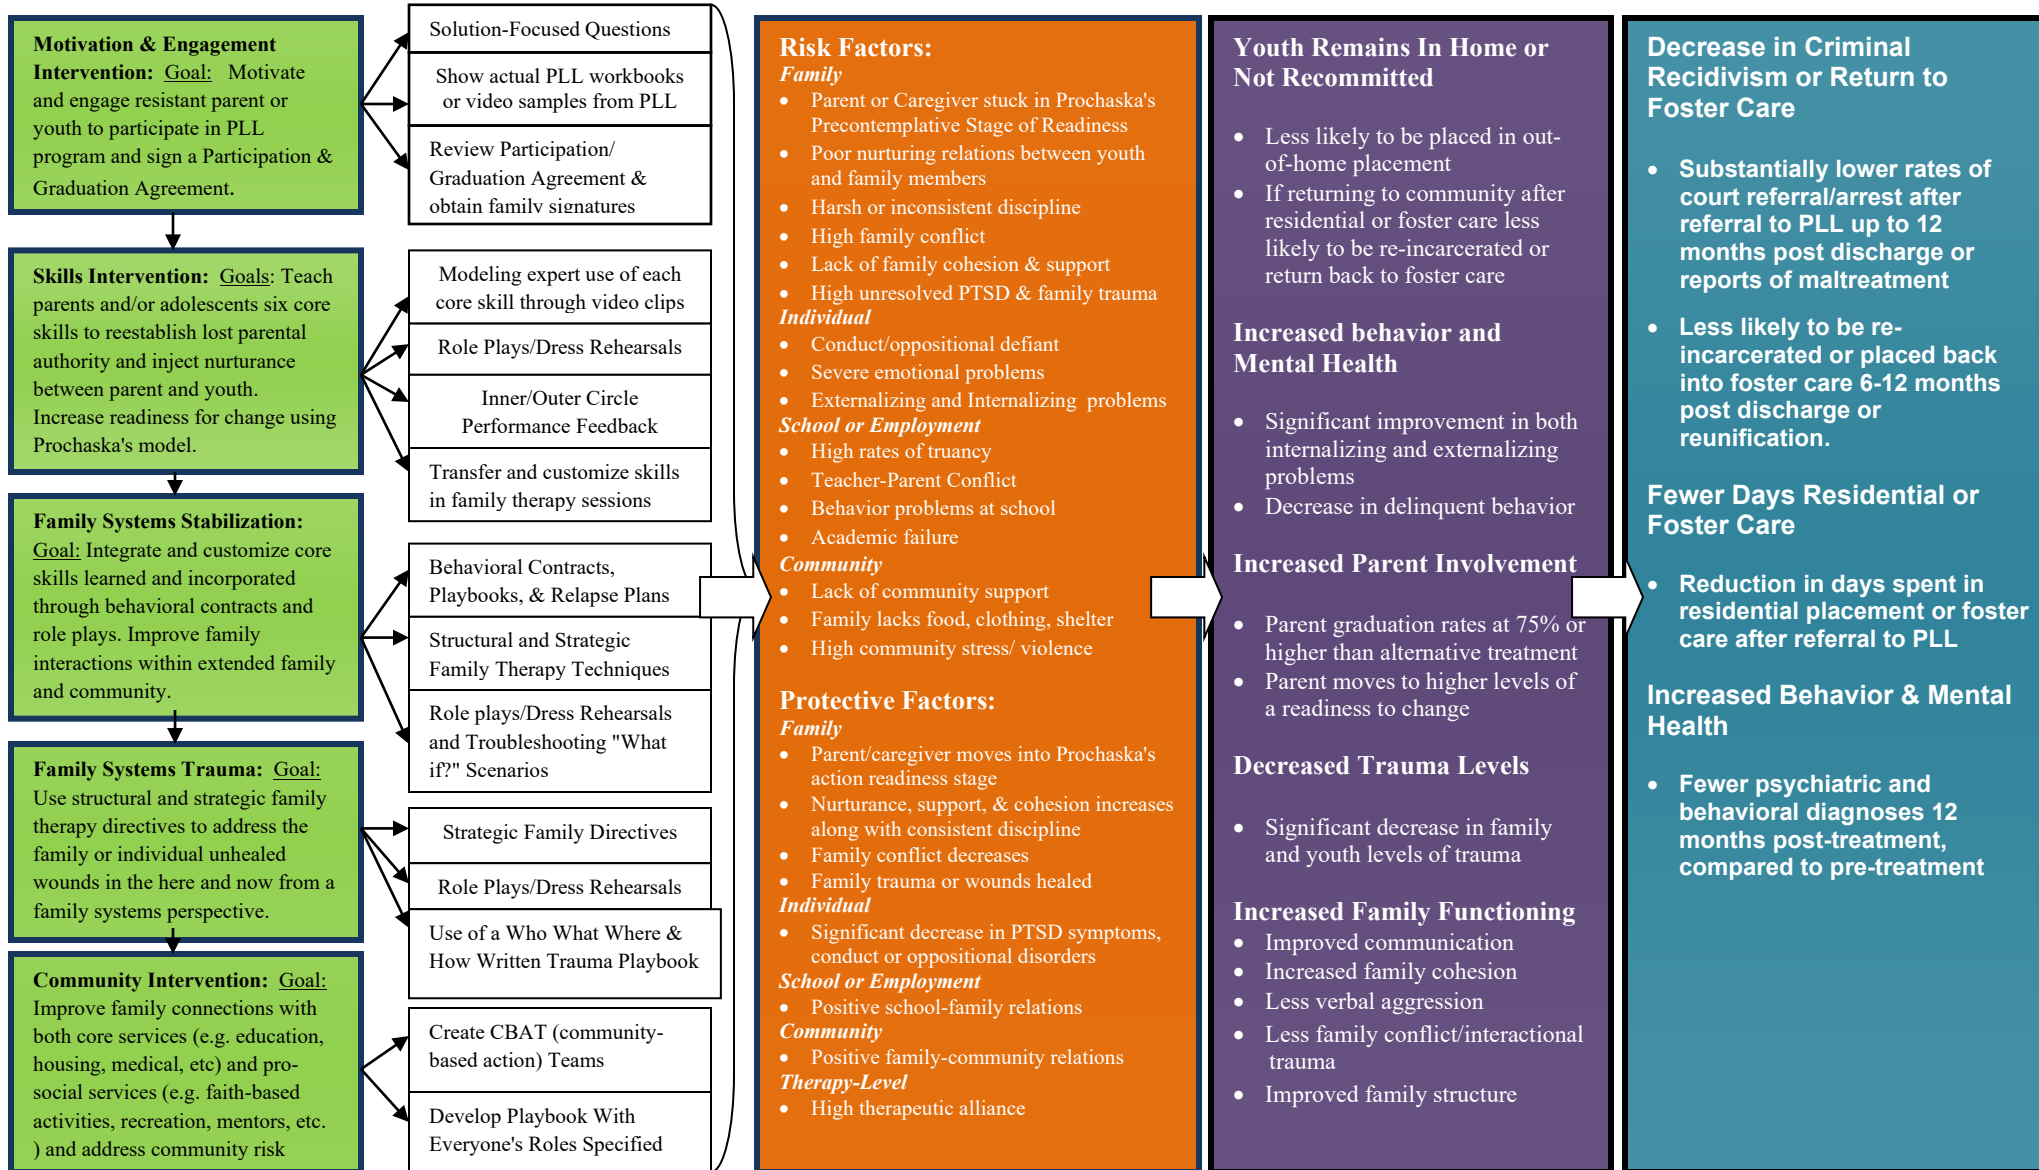 Motivation & Engagement
Intervention: Goal: Motivate
and engage resistant parent or
youth to participate in PLL
program and sign a Participation &
Graduation Agreement.
Skills Intervention: Goals: Teach
parents and/or adolescents six core
skills to reestablish lost parental
authority and inject nurturance
between parent and youth.
Increase readiness for change using
Prochaska's model.
Family Systems Stabilization:
Goal: Integrate and customize core
skills learned and incorporated
through behavioral contracts and
role plays. Improve family
interactions within extended family
and community.
Family Systems Trauma: Goal:
Use structural and strategic family
therapy directives to address the
family or individual unhealed
wounds in the here and now from a
family systems perspective.
Community Intervention: Goal:
Improve family connections with
both core services (e.g. education,
housing, medical, etc) and pro-
social services (e.g. faith-based
activities, recreation, mentors, etc.
) and address community risk
Solution-Focused Questions
Show actual PLL workbooks
or video samples from PLL
Review Participation/
Graduation Agreement &
obtain family signatures
Modeling expert use of each
core skill through video clips
Role Plays/Dress Rehearsals
Inner/Outer Circle
Performance Feedback
Transfer and customize skills
in family therapy sessions
Behavioral Contracts,
Playbooks, & Relapse Plans
Structural and Strategic
Family Therapy Techniques
Role plays/Dress Rehearsals
and Troubleshooting "What
if?" Scenarios
Strategic Family Directives
Role Plays/Dress Rehearsals
Use of a Who What Where &
How Written Trauma Playbook
Create CBAT (community-
based action) Teams
Develop Playbook With
Everyone's Roles Specified
Risk Factors:
Family
• Parent or Caregiver stuck in Prochaska's
Precontemplative Stage of Readiness
• Poor nurturing relations between youth
and family members
• Harsh or inconsistent discipline
• High family conflict
• Lack of family cohesion & support
• High unresolved PTSD & family trauma
Individual
• Conduct/oppositional defiant
• Severe emotional problems
• Externalizing and Internalizing problems
School or Employment
• High rates of truancy
• Teacher-Parent Conflict
• Behavior problems at school
• Academic failure
Community
• Lack of community support
• Family lacks food, clothing, shelter
• High community stress/ violence
Protective Factors:
Family
• Parent/caregiver moves into Prochaska's
action readiness stage
• Nurturance, support, & cohesion increases
along with consistent discipline
• Family conflict decreases
• Family trauma or wounds healed
Individual
• Significant decrease in PTSD symptoms,
conduct or oppositional disorders
School or Employment
• Positive school-family relations
Community
• Positive family-community relations
Therapy-Level
• High therapeutic alliance
Youth Remains In Home or
Not Recommitted
• Less likely to be placed in out-
of-home placement
• If returning to community after
residential or foster care less
likely to be re-incarcerated or
return back to foster care
Increased behavior and
Mental Health
• Significant improvement in both
internalizing and externalizing
problems
• Decrease in delinquent behavior
Increased Parent Involvement
• Parent graduation rates at 75% or
higher than alternative treatment
• Parent moves to higher levels of
a readiness to change
Decreased Trauma Levels
• Significant decrease in family
and youth levels of trauma
Increased Family Functioning
• Improved communication
• Increased family cohesion
• Less verbal aggression
• Less family conflict/interactional
trauma
• Improved family structure
Decrease in Criminal
Recidivism or Return to
Foster Care
• Substantially lower rates of
court referral/arrest after
referral to PLL up to 12
months post discharge or
reports of maltreatment
• Less likely to be re-
incarcerated or placed back
into foster care 6-12 months
post discharge or
reunification.
Fewer Days Residential or
Foster Care
• Reduction in days spent in
residential placement or foster
care after referral to PLL
Increased Behavior & Mental
Health
• Fewer psychiatric and
behavioral diagnoses 12
months post-treatment,
compared to pre-treatment